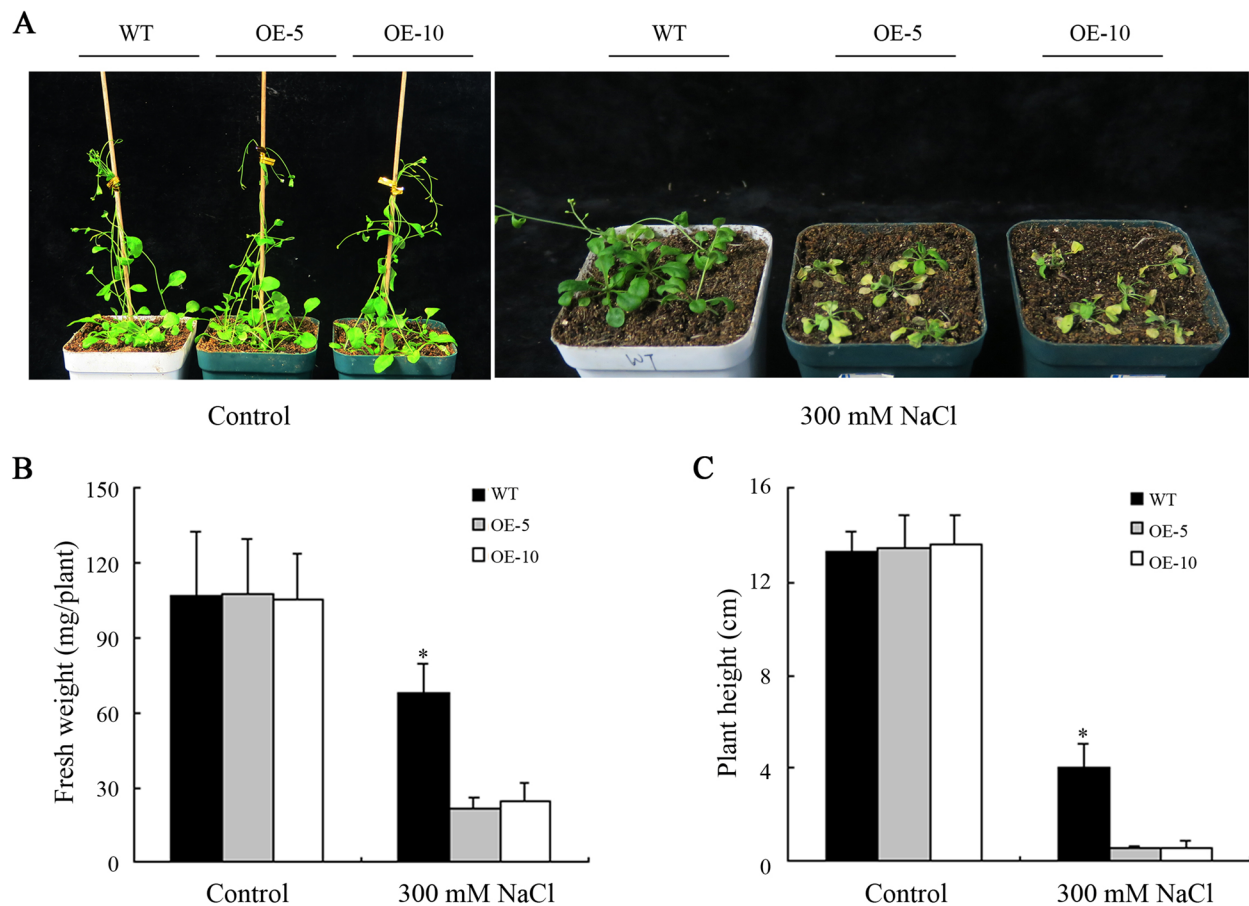 A
WT OE-5 OE-10 WT OE-5 OE-10
WT
Control 300 mM NaCl
B
150
120
90
60
30
0
Fresh weight (mg/plant)
WT
OE-5
OE-10
*
Control 300 mM NaCl
C
16
12
8
4
0
Plant height (cm)
WT
OE-5
OE-10
*
Control 300 mM NaCl